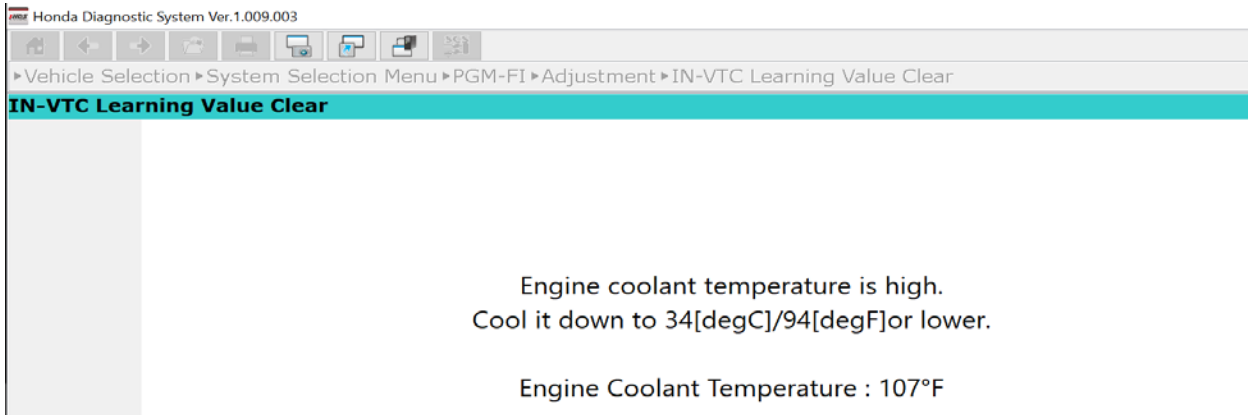 Honda Diagnostic System Ver.1.009.003
▸Vehicle Selection▸System Selection Menu▸PGM-FI▸Adjustment▸IN-VTC Learning Value Clear
IN-VTC Learning Value Clear
Engine coolant temperature is high.
Cool it down to 34[degC]/94[degF]or lower.
Engine Coolant Temperature : 107°F